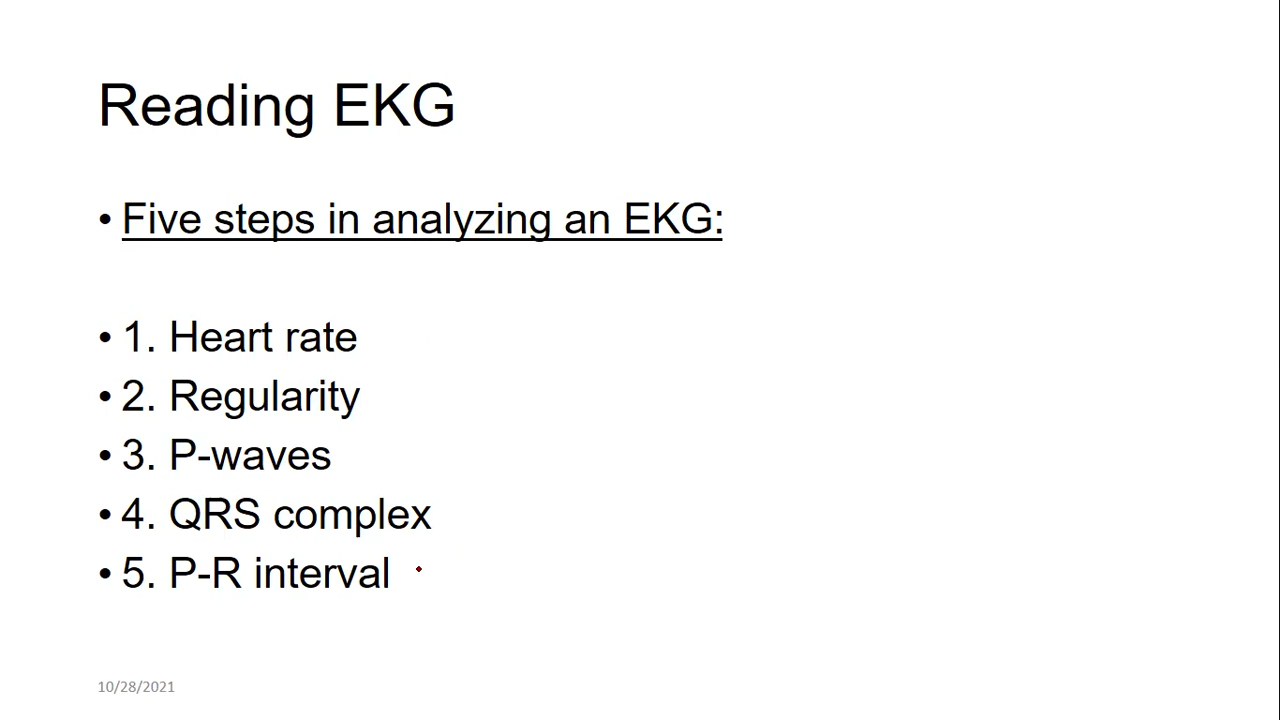 Reading EKG
• Five steps in analyzing an EKG:
• 1. Heart rate
• 2. Regularity
• 3. P-waves
• 4. QRS complex
• 5. P-R interval
10/28/2021